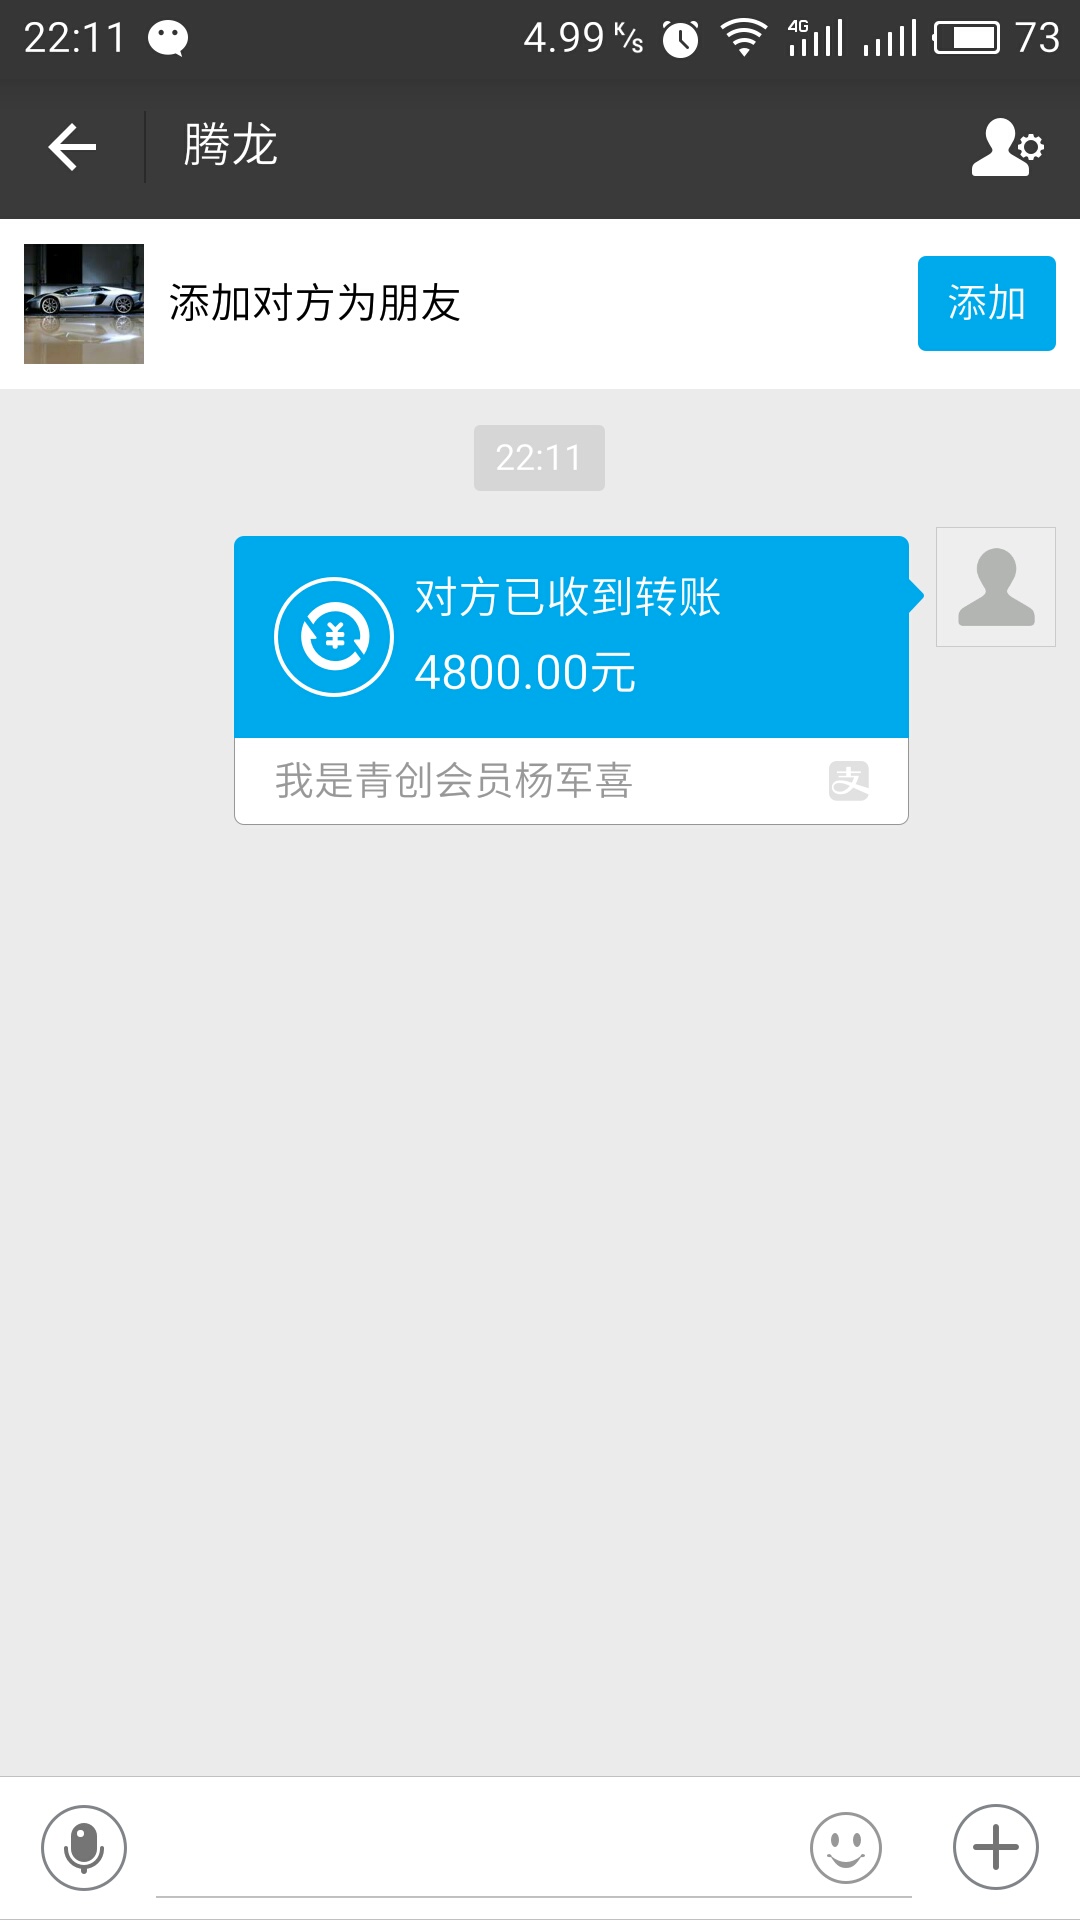 22:11 4.99 K/s 4G 73
腾龙
添加对方为朋友 添加
22:11
对方已收到转账
4800.00元
我是青创会员杨军喜 支